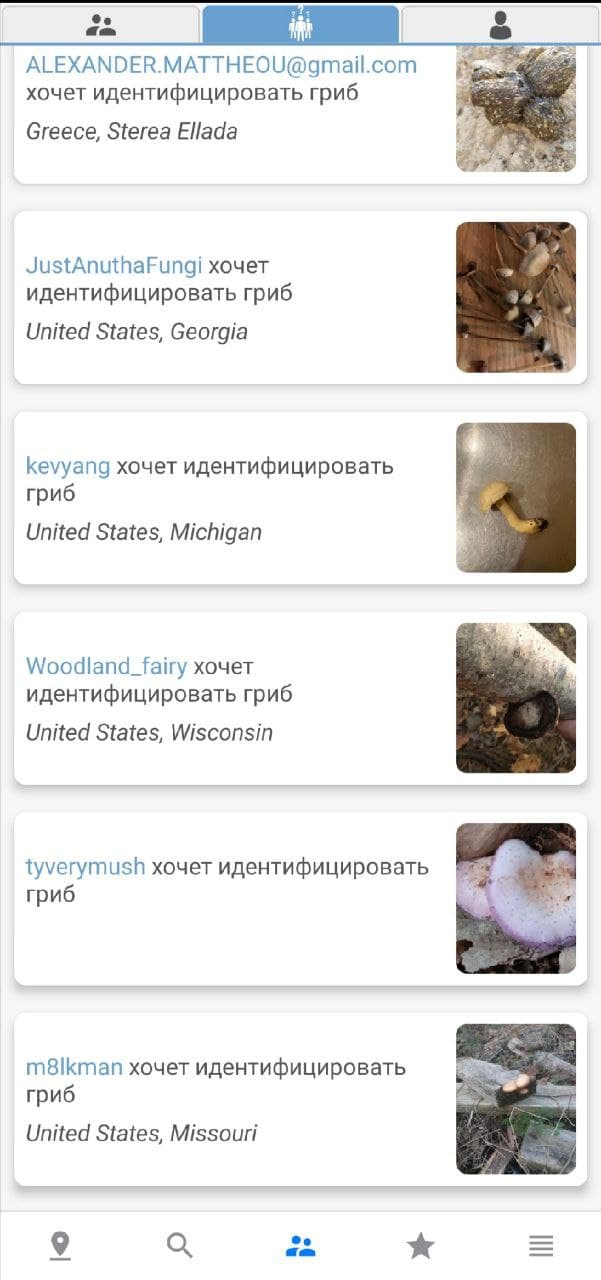 ALEXANDER.MATTHEOU@gmail.com
хочет идентифицировать гриб
Greece, Sterea Ellada
JustAnuthaFungi хочет
идентифицировать гриб
United States, Georgia
kevyang хочет идентифицировать
гриб
United States, Michigan
Woodland_fairy хочет
идентифицировать гриб
United States, Wisconsin
tyverymush хочет идентифицировать
гриб
m8lkman хочет идентифицировать
гриб
United States, Missouri